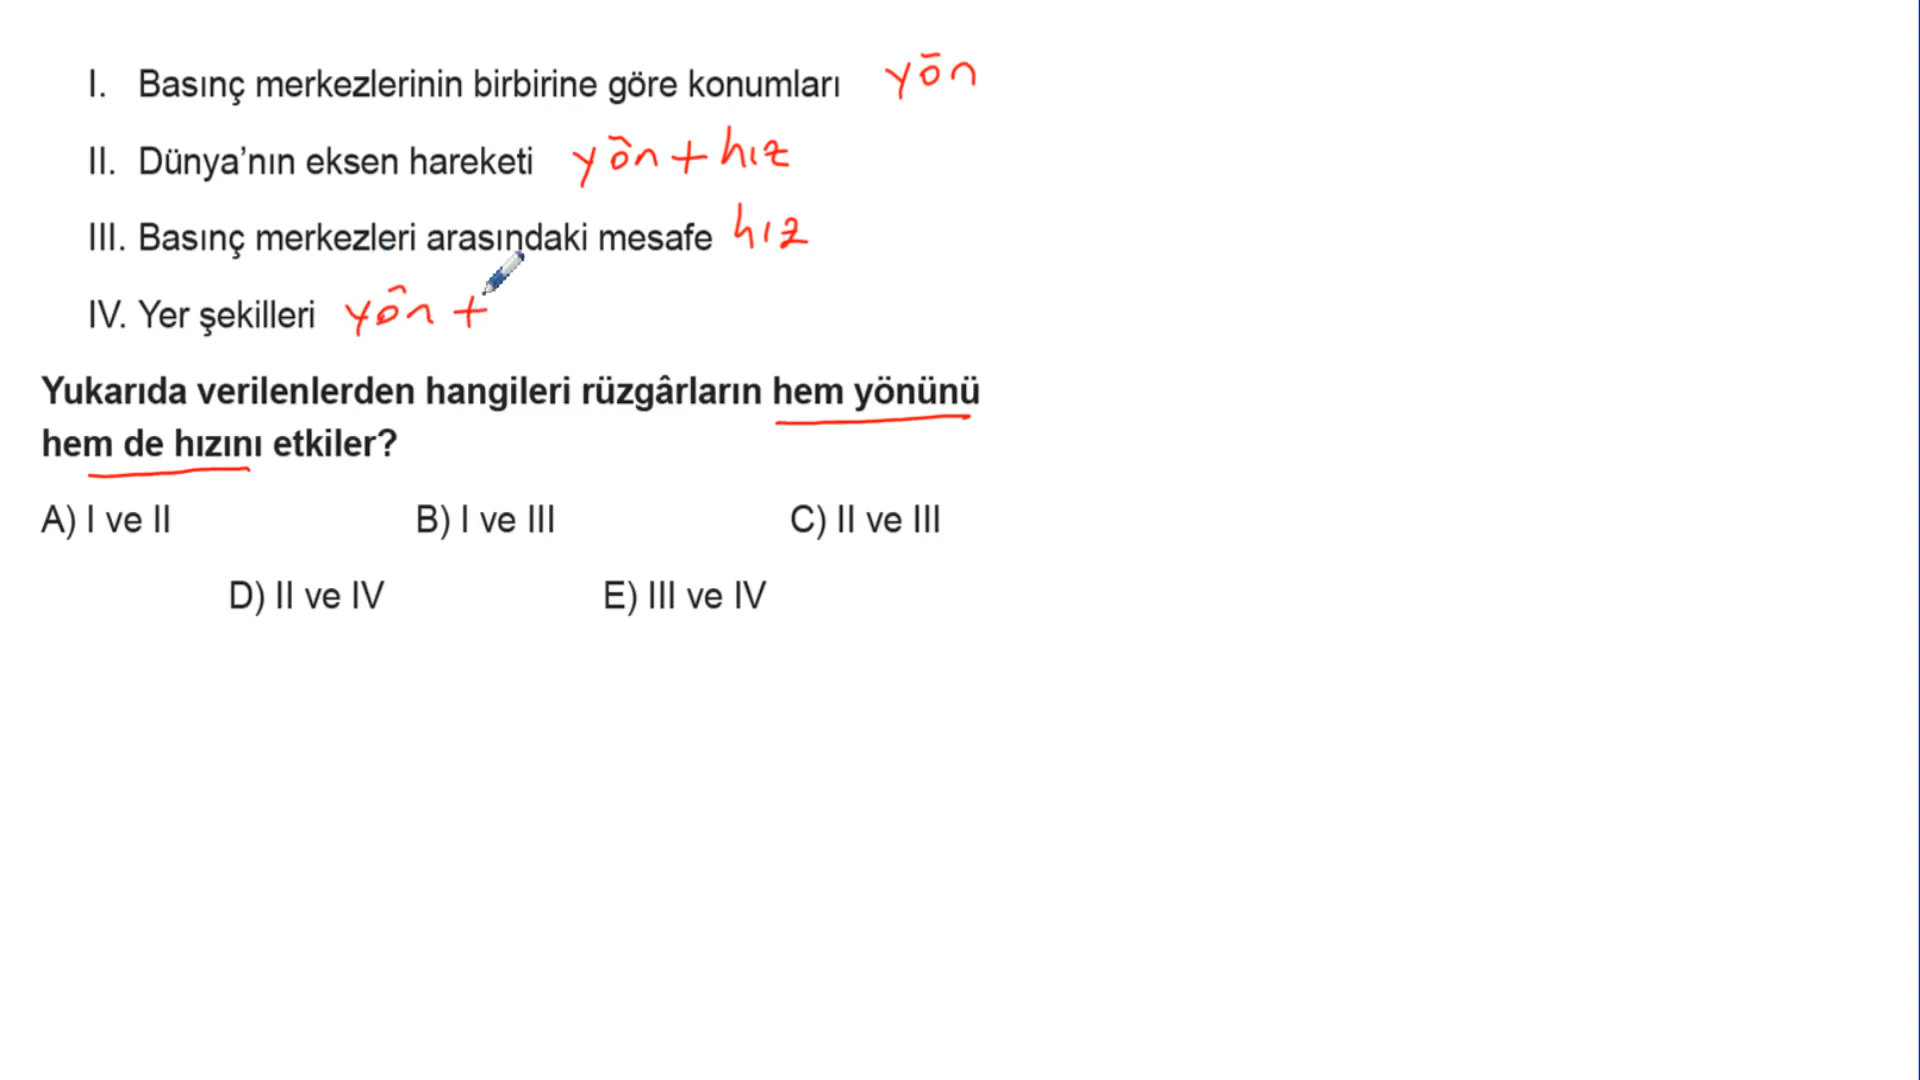 I. Basınç merkezlerinin birbirine göre konumları yön
II. Dünya’nın eksen hareketi yön + hız
III. Basınç merkezleri arasındaki mesafe hız
IV. Yer şekilleri yön +
Yukarıda verilenlerden hangileri rüzgârların hem yönünü
hem de hızını etkiler?
A) I ve II B) I ve III C) II ve III
D) II ve IV E) III ve IV